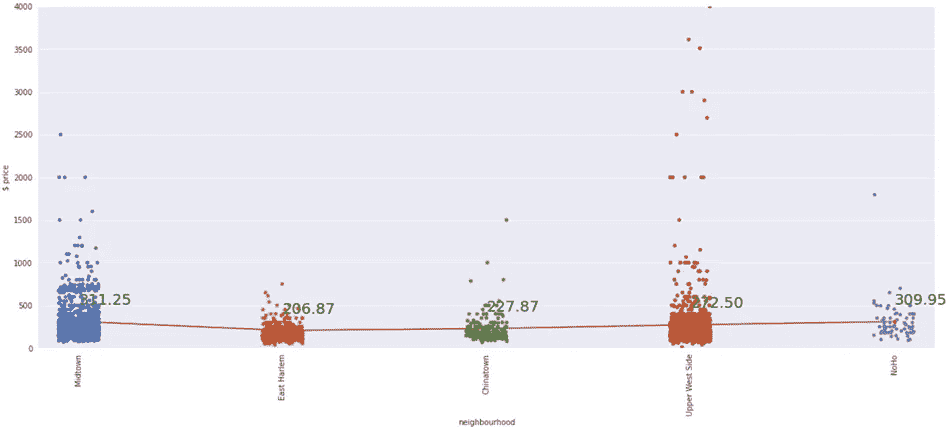 4000
3500
3000
2500
2000
1500
1000
500
0
$ price
311.25
206.87
227.87
272.50
309.95
Midtown
East Harlem
Chinatown
Upper West Side
NoHo
neighbourhood